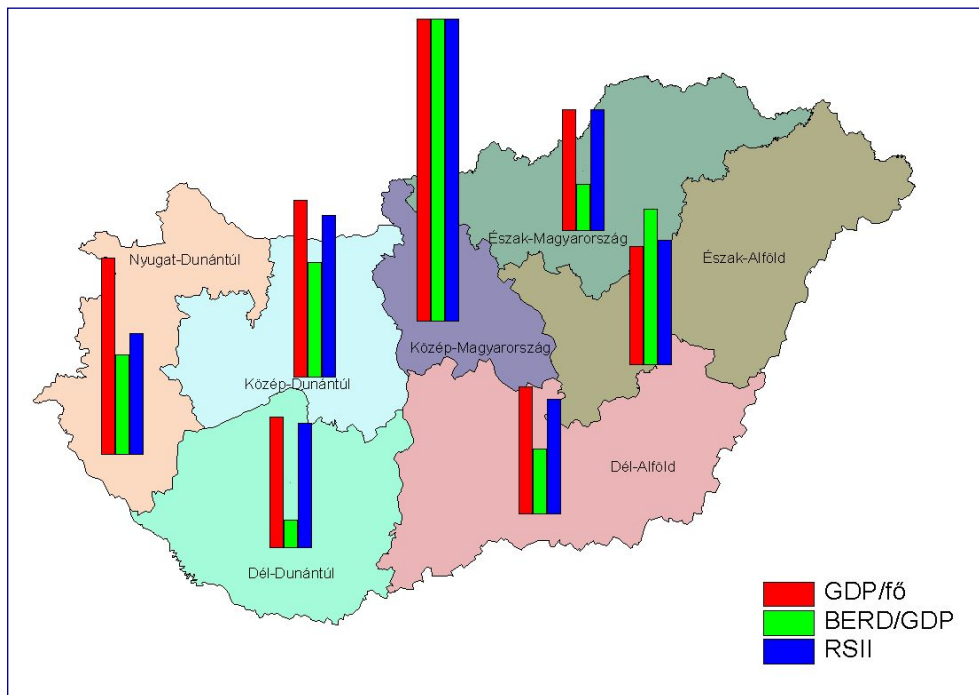 Észak-Magyarország
Nyugat-Dunántúl
Észak-Alföld
Közép-Magyarország
Közép-Dunántúl
Dél-Alföld
Dél-Dunántúl
GDP/fő
BERD/GDP
RSII